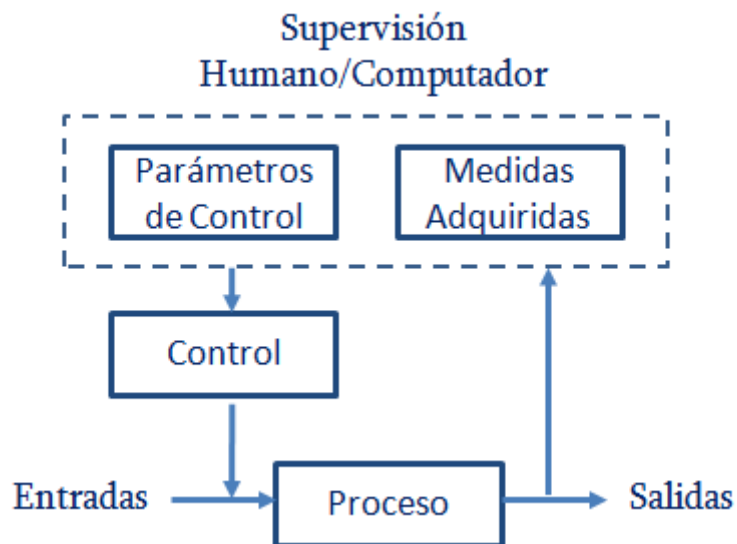 Supervisión
Humano/Computador
Parámetros
de Control
Medidas
Adquiridas
Control
Entradas
Proceso
Salidas